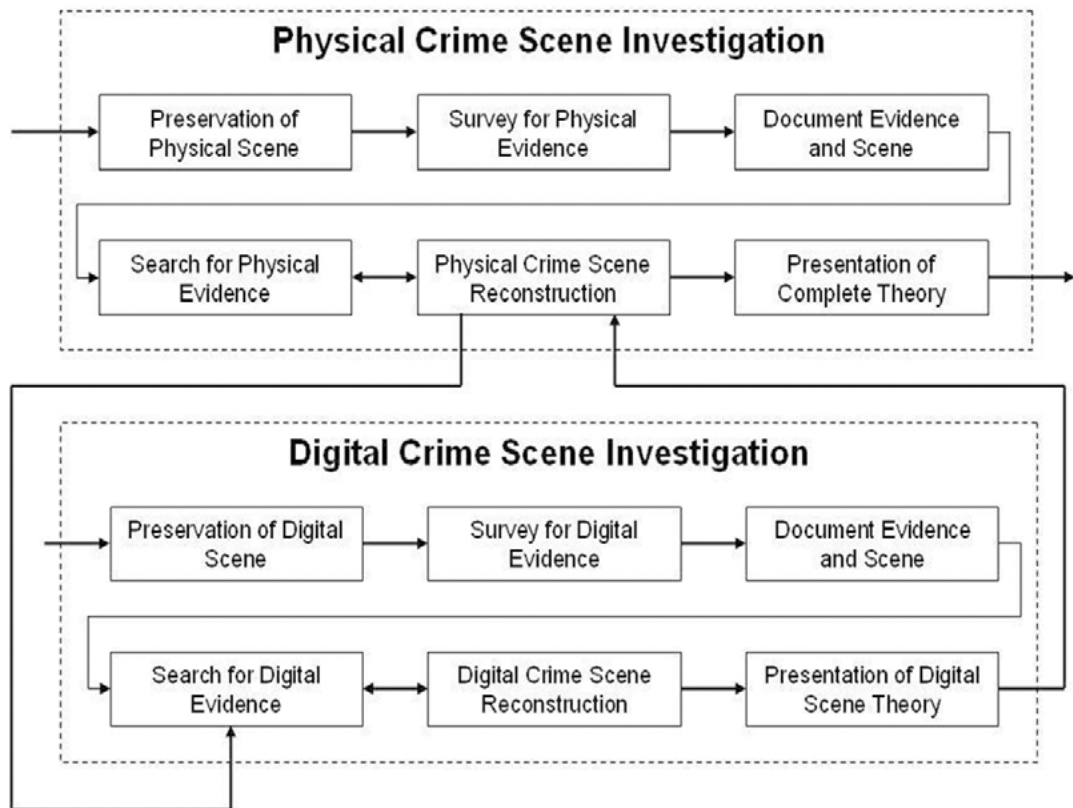 Physical Crime Scene Investigation
Preservation of
Physical Scene
Survey for Physical
Evidence
Document Evidence
and Scene
Search for Physical
Evidence
Physical Crime Scene
Reconstruction
Presentation of
Complete Theory
Digital Crime Scene Investigation
Preservation of Digital
Scene
Survey for Digital
Evidence
Document Evidence
and Scene
Search for Digital
Evidence
Digital Crime Scene
Reconstruction
Presentation of Digital
Scene Theory